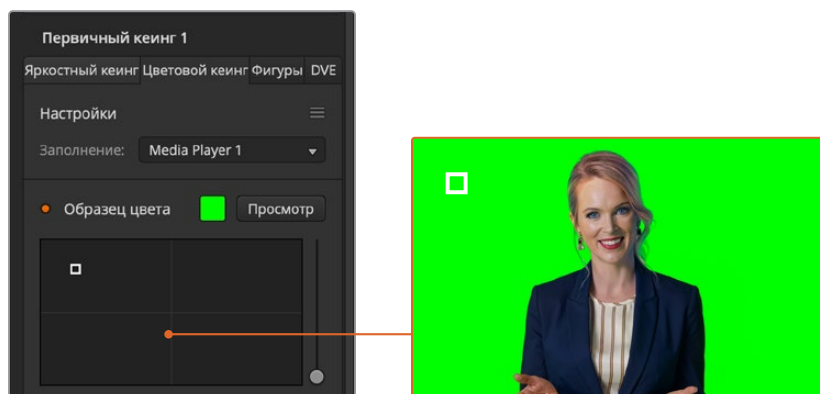 Первичный кеинг 1
Яркостный кеинг Цветовой кеинг Фигуры DVE
Настройки
Заполнение: Media Player 1
Образец цвета Просмотр